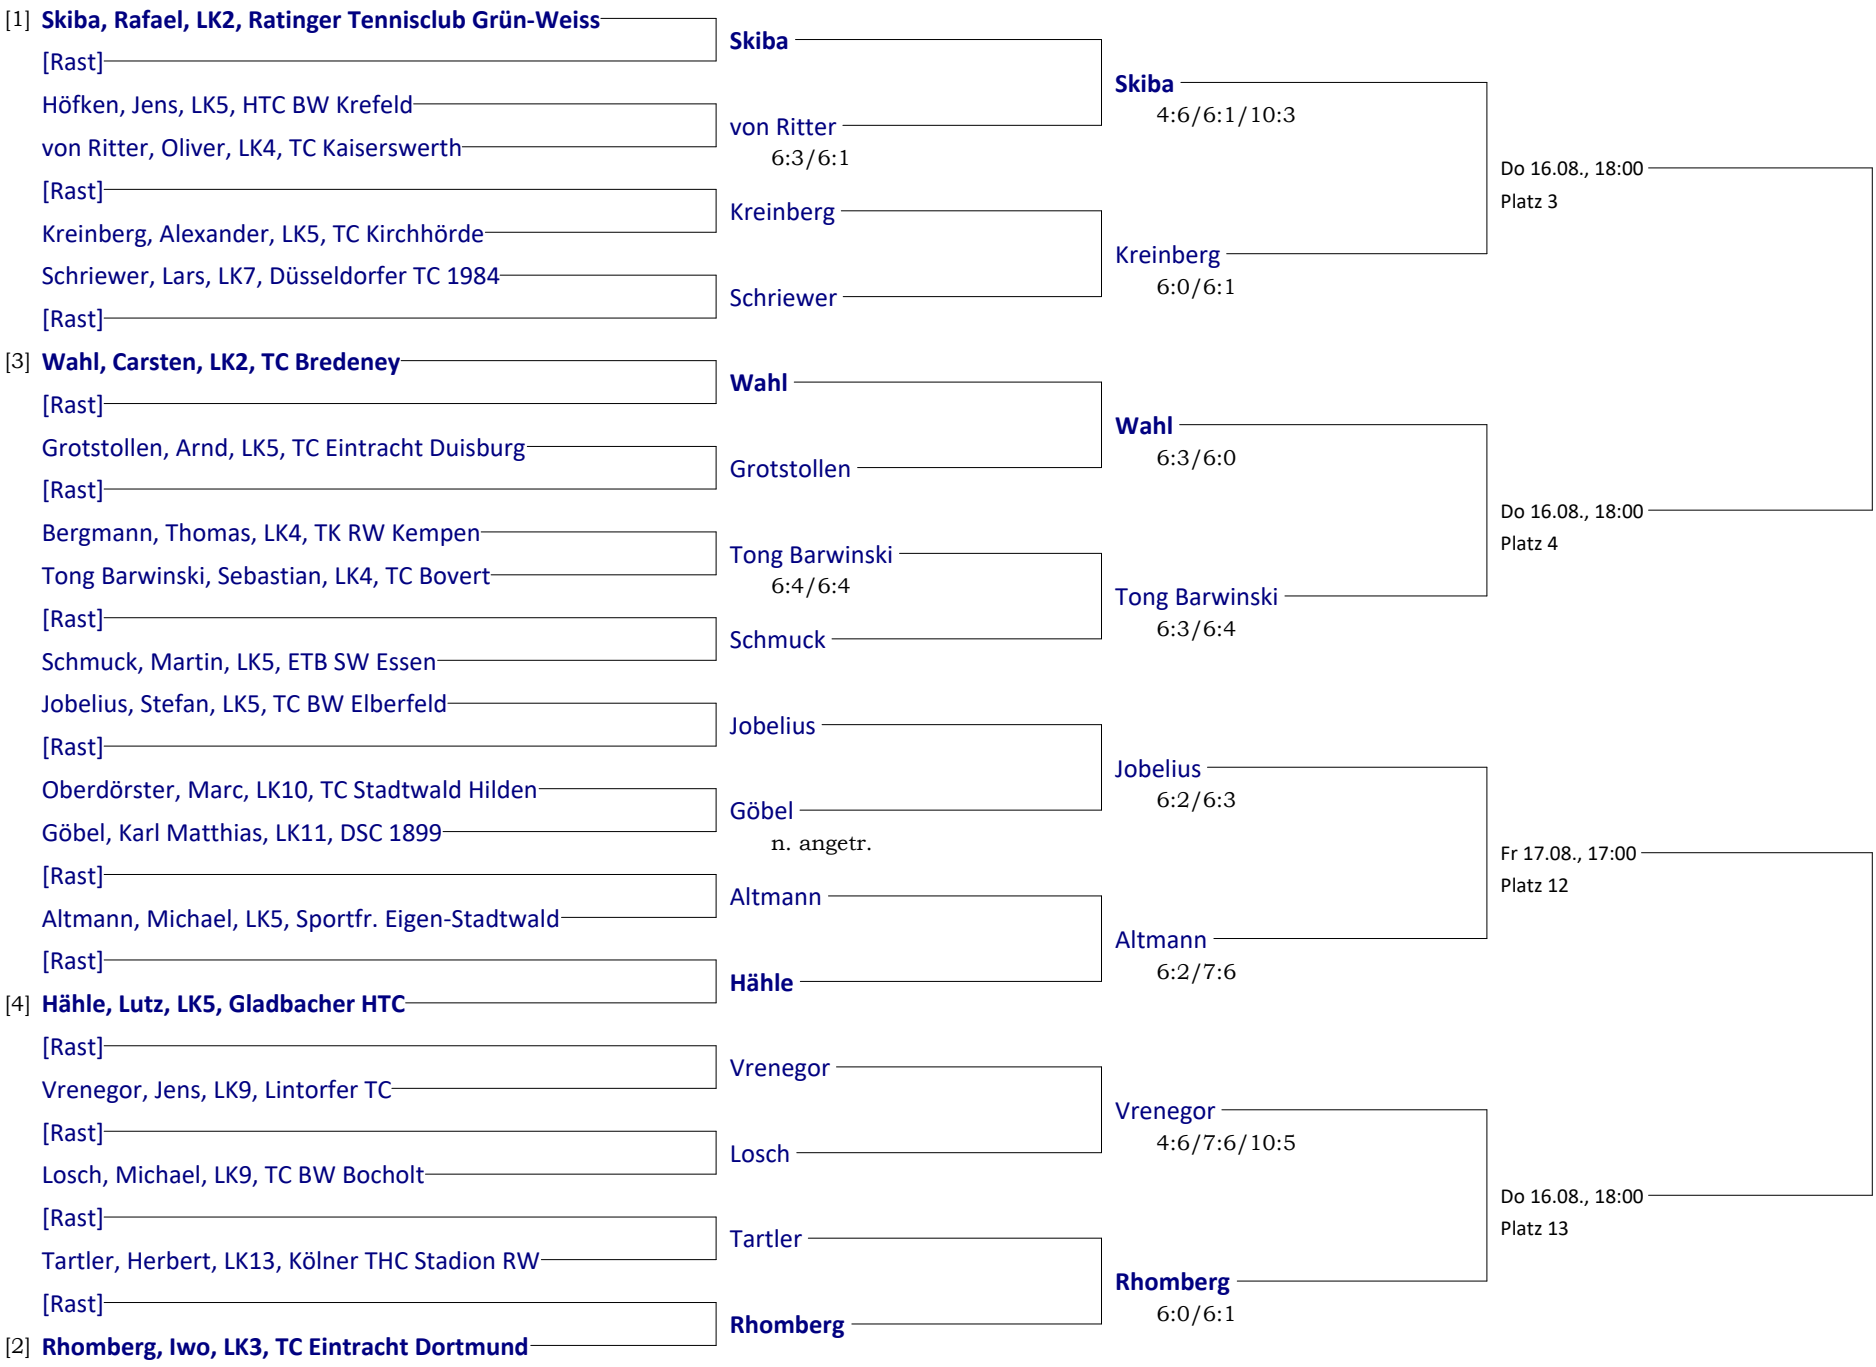 [1] Skiba, Rafael, LK2, Ratinger Tennisclub Grün-Weiss
[Rast]
Höfken, Jens, LK5, HTC BW Krefeld
von Ritter, Oliver, LK4, TC Kaiserswerth
[Rast]
Kreinberg, Alexander, LK5, TC Kirchhörde
Schriewer, Lars, LK7, Düsseldorfer TC 1984
[Rast]
[3] Wahl, Carsten, LK2, TC Bredeney
[Rast]
Grotstollen, Arnd, LK5, TC Eintracht Duisburg
[Rast]
Bergmann, Thomas, LK4, TK RW Kempen
Tong Barwinski, Sebastian, LK4, TC Bovert
[Rast]
Schmuck, Martin, LK5, ETB SW Essen
Jobelius, Stefan, LK5, TC BW Elberfeld
[Rast]
Oberdörster, Marc, LK10, TC Stadtwald Hilden
Göbel, Karl Matthias, LK11, DSC 1899
[Rast]
Altmann, Michael, LK5, Sportfr. Eigen-Stadtwald
[Rast]
[4] Hähle, Lutz, LK5, Gladbacher HTC
[Rast]
Vrenegor, Jens, LK9, Lintorfer TC
[Rast]
Losch, Michael, LK9, TC BW Bocholt
[Rast]
Tartler, Herbert, LK13, Kölner THC Stadion RW
[Rast]
[2] Rhomberg, Iwo, LK3, TC Eintracht Dortmund
Skiba
von Ritter
6:3/6:1
Kreinberg
Schriewer
Wahl
Grotstollen
Tong Barwinski
6:4/6:4
Schmuck
Jobelius
Göbel
n. angetr.
Altmann
Hähle
Vrenegor
Losch
Tartler
Rhomberg
Skiba
4:6/6:1/10:3
Kreinberg
6:0/6:1
Wahl
6:3/6:0
Tong Barwinski
6:3/6:4
Jobelius
6:2/6:3
Altmann
6:2/7:6
Vrenegor
4:6/7:6/10:5
Rhomberg
6:0/6:1
Do 16.08., 18:00
Platz 3
Do 16.08., 18:00
Platz 4
Fr 17.08., 17:00
Platz 12
Do 16.08., 18:00
Platz 13